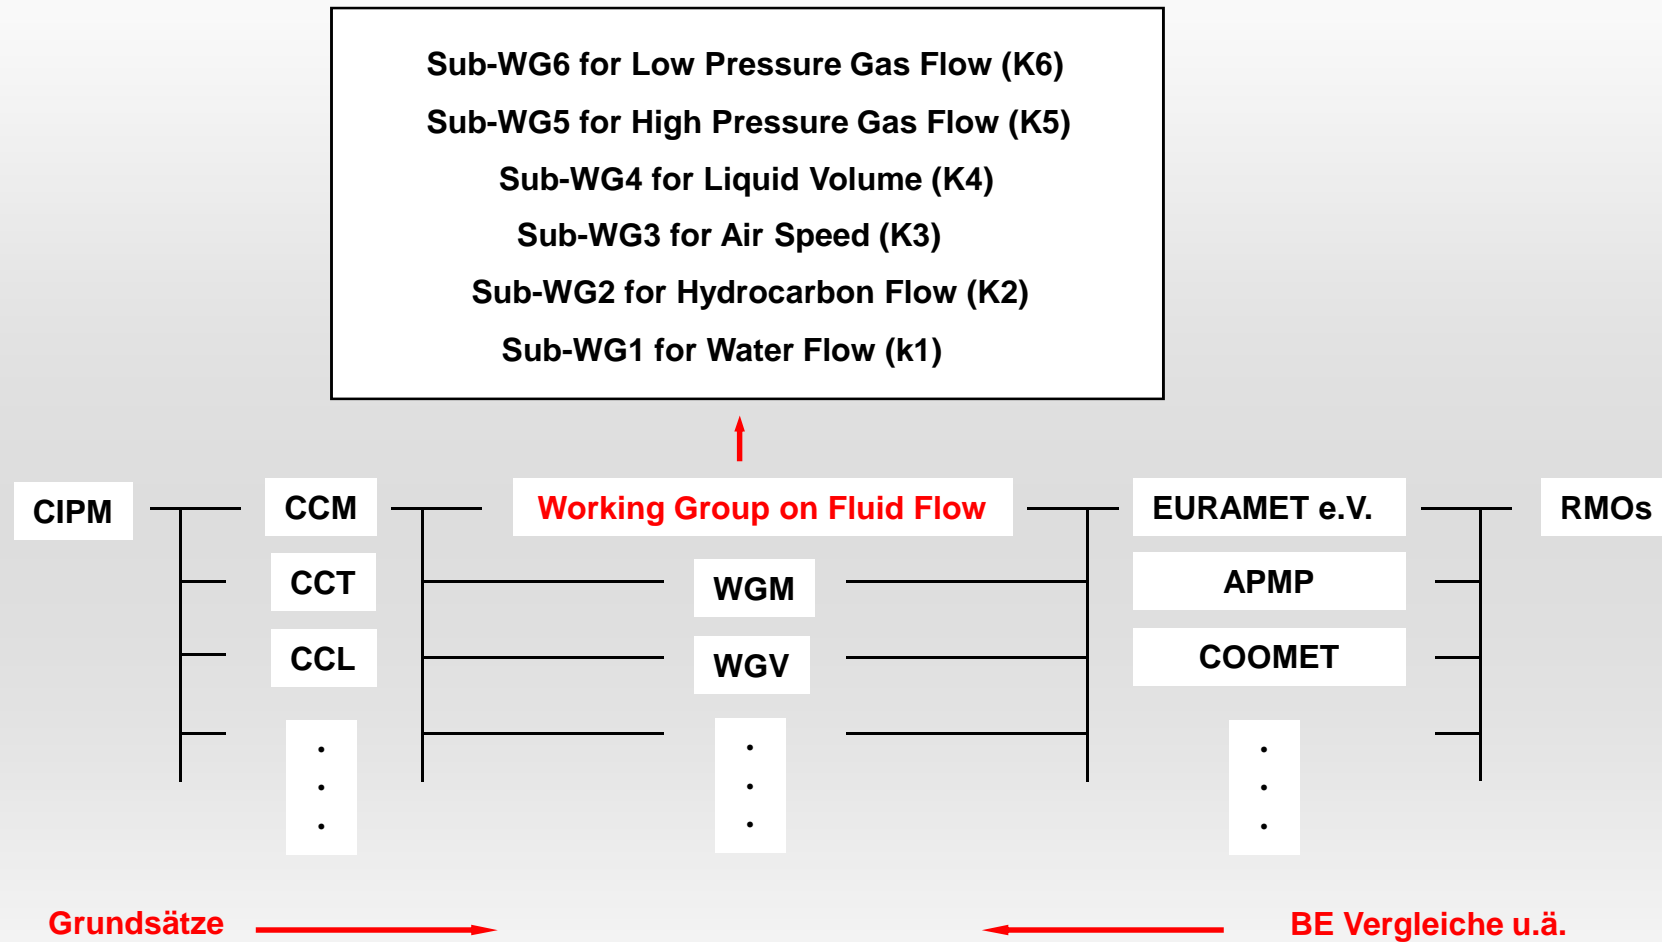 Sub-WG6 for Low Pressure Gas Flow (K6)
Sub-WG5 for High Pressure Gas Flow (K5)
Sub-WG4 for Liquid Volume (K4)
Sub-WG3 for Air Speed (K3)
Sub-WG2 for Hydrocarbon Flow (K2)
Sub-WG1 for Water Flow (k1)
CIPM
CCM
Working Group on Fluid Flow
EURAMET e.V.
RMOs
CCT
WGM
APMP
CCL
WGV
COOMET
Grundsätze
BE Vergleiche u.ä.